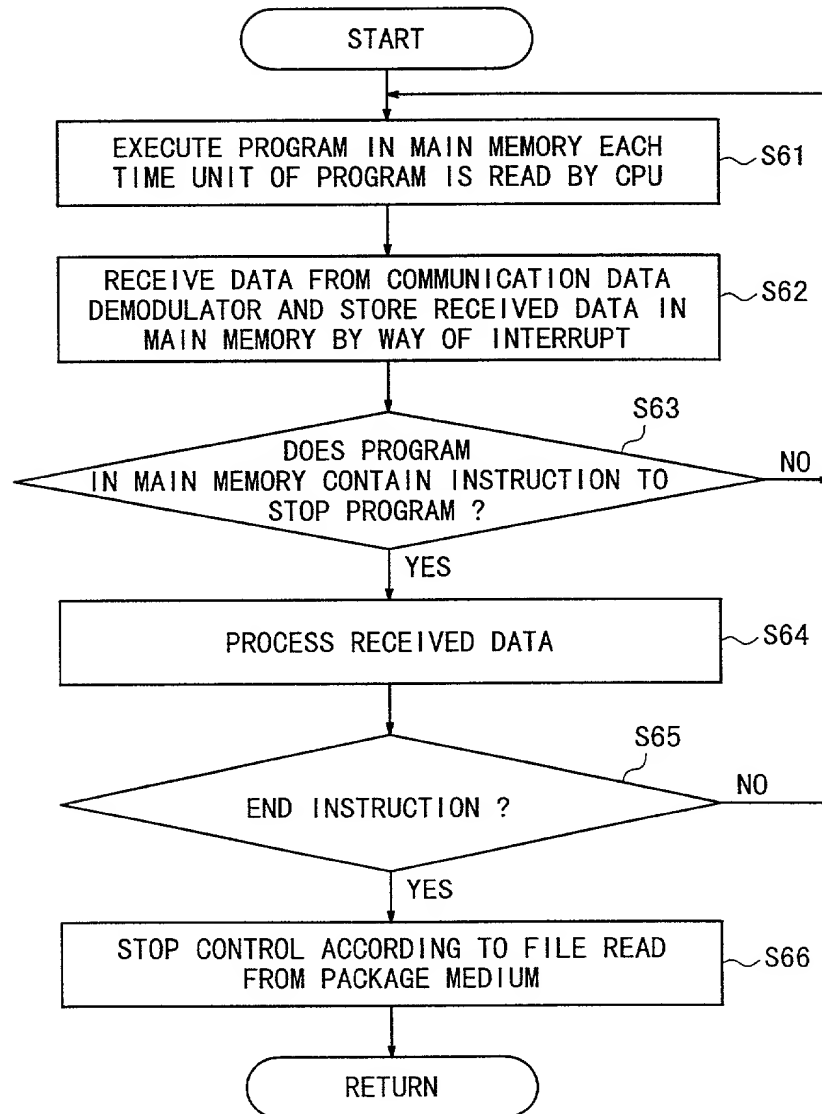 START
EXECUTE PROGRAM IN MAIN MEMORY EACH
TIME UNIT OF PROGRAM IS READ BY CPU
S61
RECEIVE DATA FROM COMMUNICATION DATA
DEMODULATOR AND STORE RECEIVED DATA IN
MAIN MEMORY BY WAY OF INTERRUPT
S62
S63
DOES PROGRAM
IN MAIN MEMORY CONTAIN INSTRUCTION TO
STOP PROGRAM ?
NO
YES
PROCESS RECEIVED DATA
S64
S65
END INSTRUCTION ?
NO
YES
STOP CONTROL ACCORDING TO FILE READ
FROM PACKAGE MEDIUM
S66
RETURN